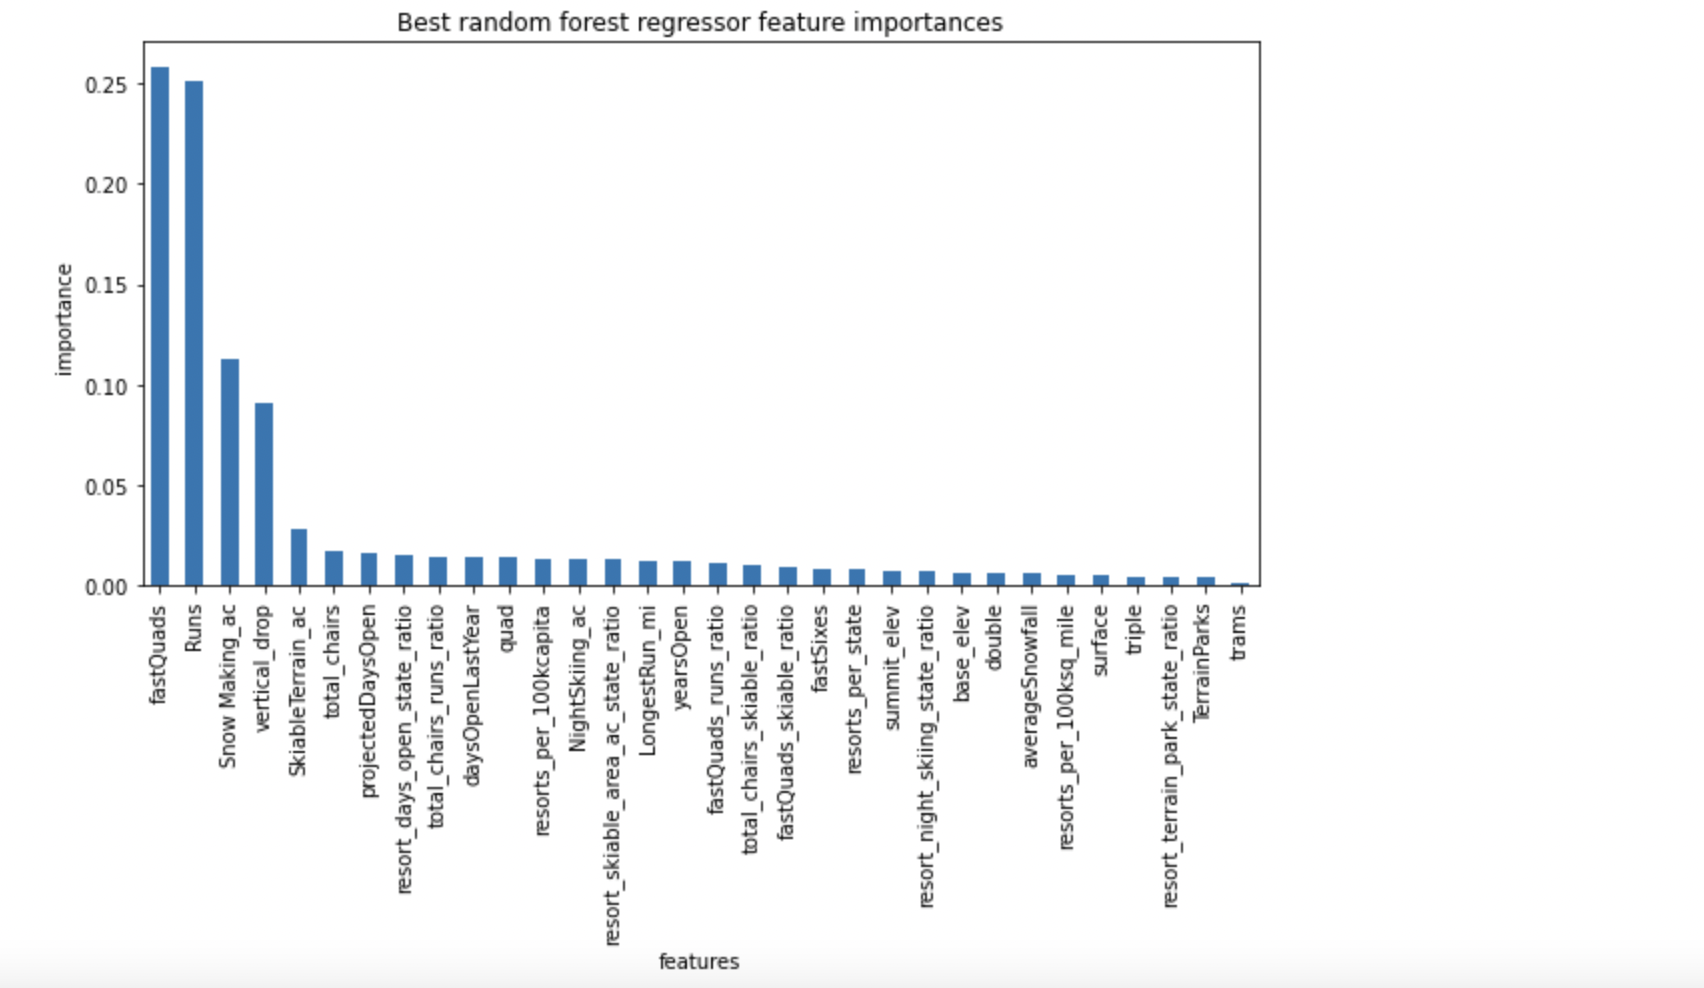 Best random forest regressor feature importances
importance
0.25
0.20
0.15
0.10
0.05
0.00
fastQuads
Runs
Snow Making_ac
vertical_drop
SkiableTerrain_ac
total_chairs
projectedDaysOpen
resort_days_open_state_ratio
total_chairs_runs_ratio
daysOpenLastYear
quad
resorts_per_100kcapita
NightSkiing_ac
resort_skiable_area_ac_state_ratio
LongestRun_mi
yearsOpen
fastQuads_runs_ratio
total_chairs_skiable_ratio
fastQuads_skiable_ratio
fastSixes
resorts_per_state
summit_elev
resort_night_skiing_state_ratio
base_elev
double
averageSnowfall
resorts_per_100ksq_mile
surface
triple
resort_terrain_park_state_ratio
TerrainParks
trams
features